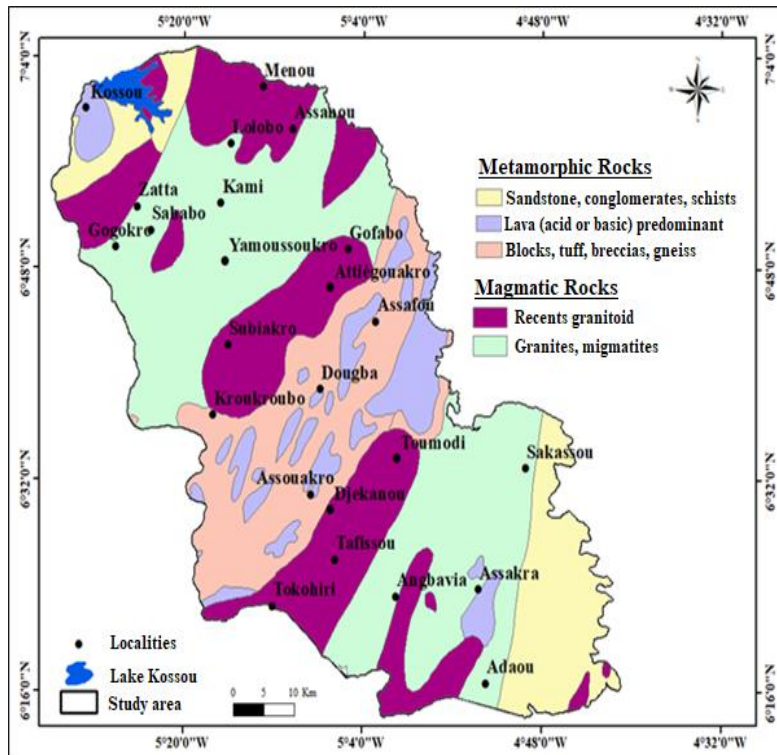 5°20'0"W 5°4'0"W 4°48'0"W 4°32'0"W
7°4'0"N 7°4'0"N
Menou
Kossou
Assanou
Lolobo
Metamorphic Rocks
Sandstone, conglomerates, schists
Lava (acid or basic) predominant
Blocks, tuff, breccias, gneiss
Magmatic Rocks
Recents granitoid
Granites, migmatites
Zatta
Kami
Sahabo
Gogokro
Gofabo
Yamoussoukro
6°48'0"N 6°48'0"N
Attiégouakro
Assafou
Subiakro
Dougba
Kroukroubo
Toumodi
Sakassou
6°32'0"N 6°32'0"N
Assouakro
Djekanou
Tafissou
Angbavia
Assakra
Tokohiri
Adaou
6°16'0"N 6°16'0"N
Localities
Lake Kossou
Study area
0 5 10 Km
5°20'0"W 5°4'0"W 4°48'0"W 4°32'0"W